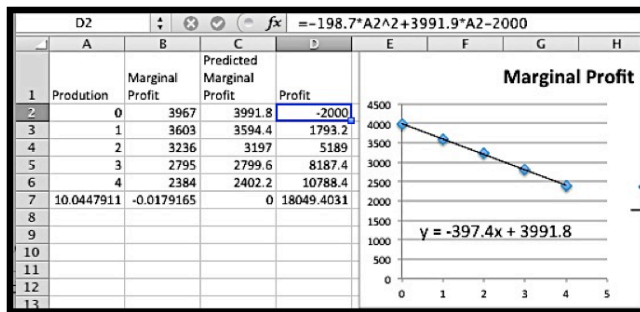 D2 fx =-198.7*A2^2+3991.9*A2-2000
A B C D E F G H
1 Prodution Marginal Profit Predicted Marginal Profit Profit
2 0 3967 3991.8 -2000
3 1 3603 3594.4 1793.2
4 2 3236 3197 5189
5 3 2795 2799.6 8187.4
6 4 2384 2402.2 10788.4
7 10.0447911 -0.0179165 0 18049.4031
8
9
10
11
12
13
Marginal Profit
4500
4000
3500
3000
2500
2000
1500
1000
500
0
y = -397.4x + 3991.8
0 1 2 3 4 5